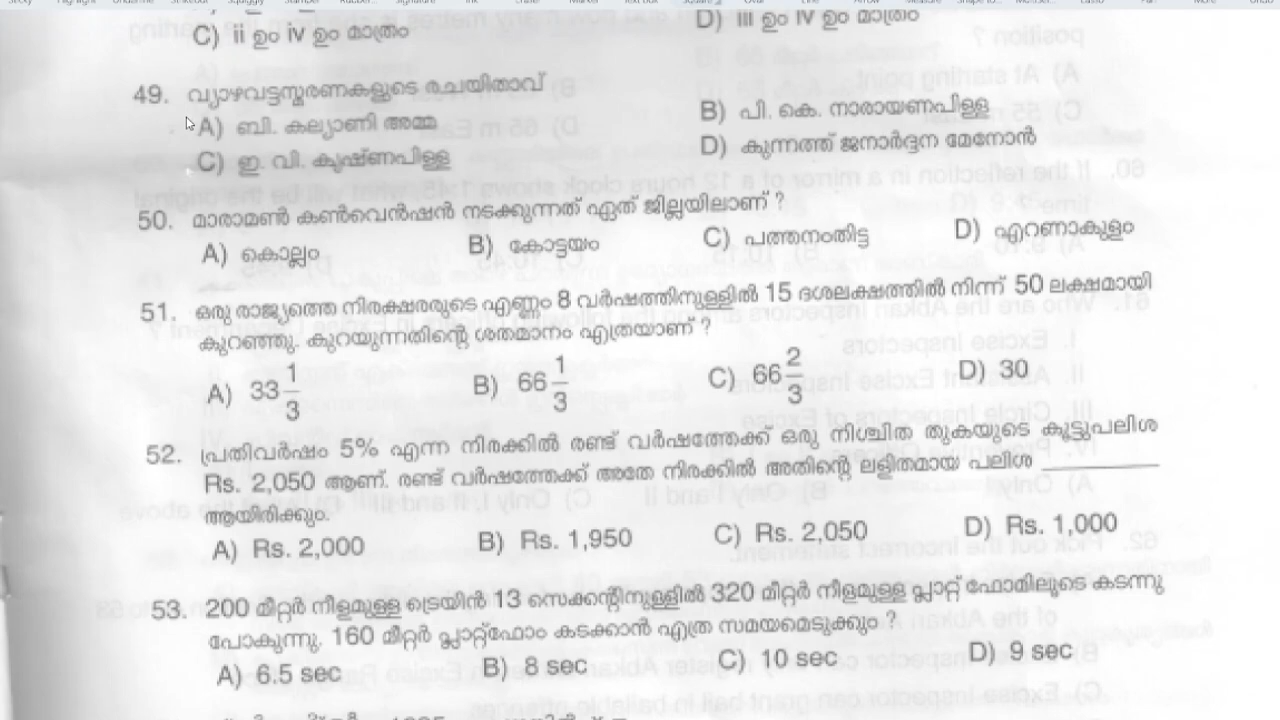 C) ii ഉം iv ഉം മാത്രം D) iii ഉം iv ഉം മാത്രം
49. വ്യാഴവട്ടസ്മരണകളുടെ രചയിതാവ്
A) ബി. കല്യാണി അമ്മ B) പി. കെ. നാരായണപിള്ള
C) ഇ വി. കൃഷ്ണപിള്ള D) കുന്നത്ത് ജനാർദ്ദന മേനോൻ
50. മാരാമൺ കൺവെൻഷൻ നടക്കുന്നത് ഏത് ജില്ലയിലാണ് ?
A) കൊല്ലം B) കോട്ടയം C) പത്തനംതിട്ട D) എറണാകുളം
51. ഒരു രാജ്യത്തെ നിരക്ഷരരുടെ എണ്ണം 8 വർഷത്തിനുള്ളിൽ 15 ദശലക്ഷത്തിൽ നിന്ന് 50 ലക്ഷമായി
കുറഞ്ഞു. കുറയുന്നതിന്റെ ശതമാനം എത്രയാണ് ?
A) 33 1/3 B) 66 1/3 C) 66 2/3 D) 30
52. പ്രതിവർഷം 5% എന്ന നിരക്കിൽ രണ്ട് വർഷത്തേക്ക് ഒരു നിശ്ചിത തുകയുടെ കൂട്ടുപലിശ
Rs. 2,050 ആണ്. രണ്ട് വർഷത്തേക്ക് അതേ നിരക്കിൽ അതിന്റെ ലളിതമായ പലിശ ________
ആയിരിക്കും.
A) Rs. 2,000 B) Rs. 1,950 C) Rs. 2,050 D) Rs. 1,000
53. 200 മീറ്റർ നീളമുള്ള ട്രെയിൻ 13 സെക്കന്റിനുള്ളിൽ 320 മീറ്റർ നീളമുള്ള പ്ലാറ്റ് ഫോമിലൂടെ കടന്നു
പോകുന്നു. 160 മീറ്റർ പ്ലാറ്റ്ഫോം കടക്കാൻ എത്ര സമയമെടുക്കും ?
A) 6.5 sec B) 8 sec C) 10 sec D) 9 sec